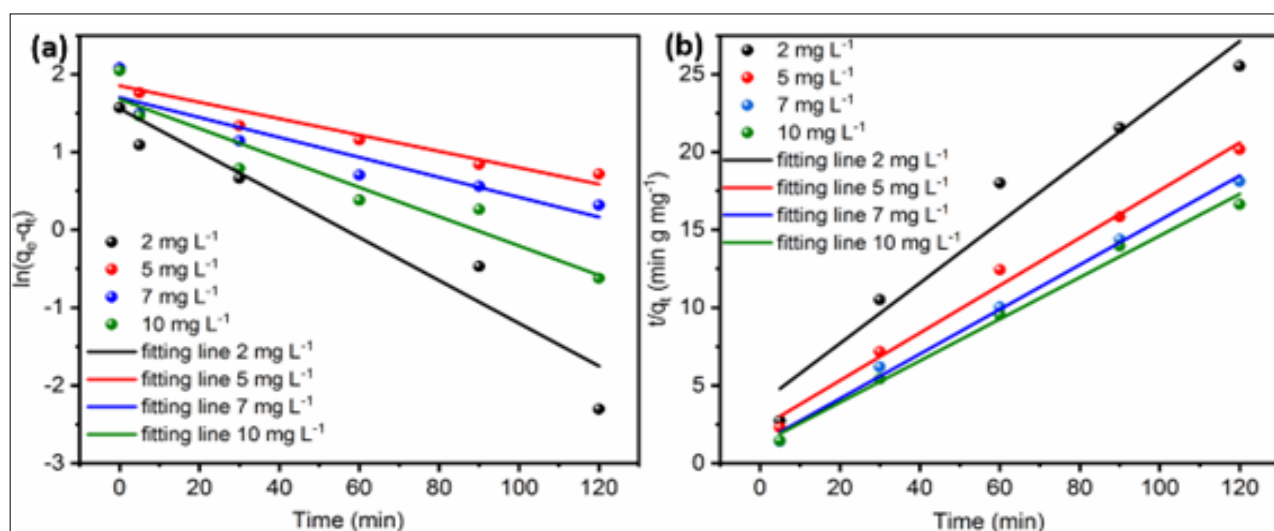 (a)
2
1
0
-1
-2
-3
ln(qₑ-qₜ)
2 mg L⁻¹
5 mg L⁻¹
7 mg L⁻¹
10 mg L⁻¹
fitting line 2 mg L⁻¹
fitting line 5 mg L⁻¹
fitting line 7 mg L⁻¹
fitting line 10 mg L⁻¹
0 20 40 60 80 100 120
Time (min)
(b)
25
20
15
10
5
0
t/qₜ (min g mg⁻¹)
2 mg L⁻¹
5 mg L⁻¹
7 mg L⁻¹
10 mg L⁻¹
fitting line 2 mg L⁻¹
fitting line 5 mg L⁻¹
fitting line 7 mg L⁻¹
fitting line 10 mg L⁻¹
0 20 40 60 80 100 120
Time (min)